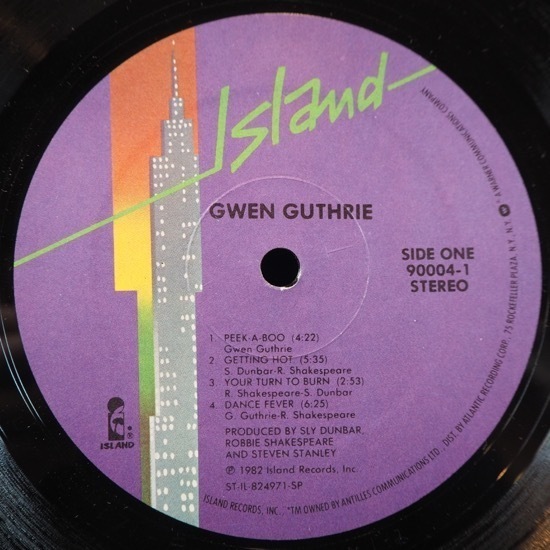 Island
GWEN GUTHRIE
SIDE ONE
90004-1
STEREO
1. PEEK-A-BOO (4:22)
Gwen Guthrie
2. GETTING HOT (5:35)
S. Dunbar-R. Shakespeare
3. YOUR TURN TO BURN (2:53)
R. Shakespeare-S. Dunbar
4. DANCE FEVER (6:25)
G. Guthrie-R. Shakespeare
PRODUCED BY SLY DUNBAR,
ROBBIE SHAKESPEARE
AND STEVEN STANLEY
℗ 1982 Island Records, Inc.
ST-IL-824971-SP
ISLAND
ISLAND RECORDS, INC... *TM OWNED BY ANTILLES COMMUNICATIONS LTD . DIST. BY ATLANTIC RECORDING CORP. 75 ROCKEFELLER PLAZA, N.Y., N.Y. • A WARNER COMMUNICATIONS COMPANY